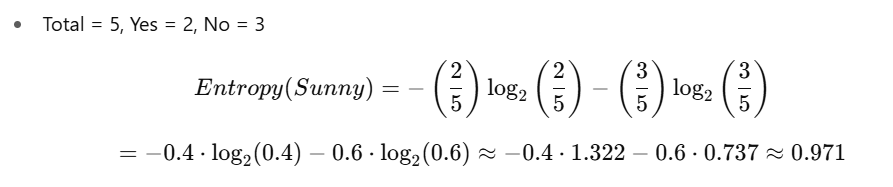 • Total = 5, Yes = 2, No = 3
Entropy(Sunny) = −(2/5) log₂(2/5) − (3/5) log₂(3/5)
= −0.4 · log₂(0.4) − 0.6 · log₂(0.6) ≈ −0.4 · 1.322 − 0.6 · 0.737 ≈ 0.971